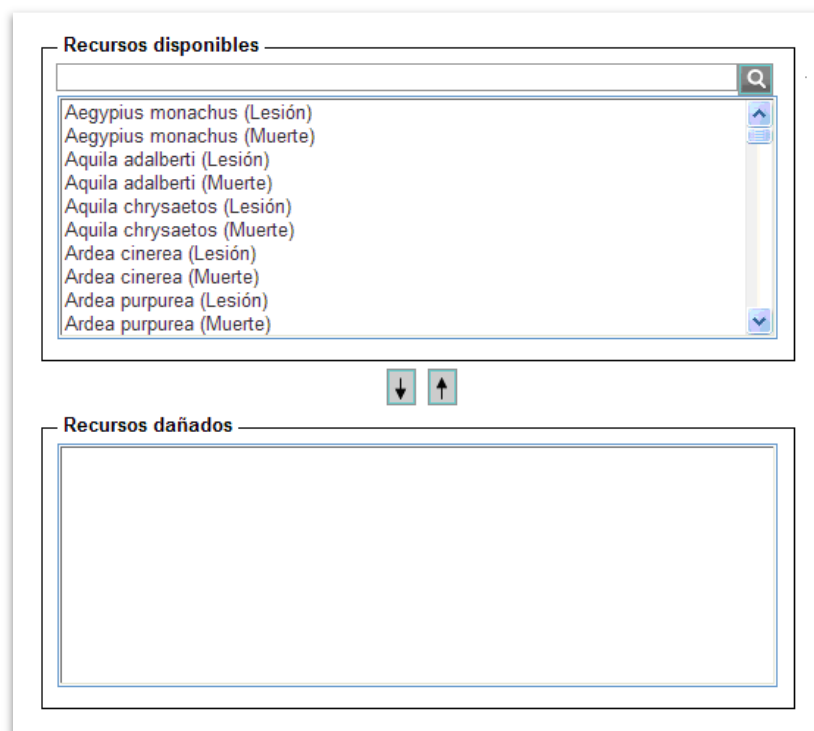 Recursos disponibles
Aegypius monachus (Lesión)
Aegypius monachus (Muerte)
Aquila adalberti (Lesión)
Aquila adalberti (Muerte)
Aquila chrysaetos (Lesión)
Aquila chrysaetos (Muerte)
Ardea cinerea (Lesión)
Ardea cinerea (Muerte)
Ardea purpurea (Lesión)
Ardea purpurea (Muerte)
Recursos dañados